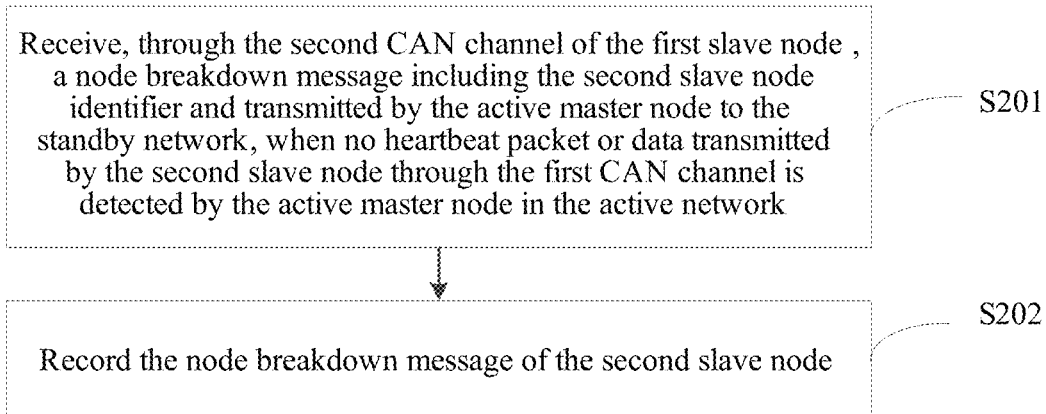 Receive, through the second CAN channel of the first slave node ,
a node breakdown message including the second slave node
identifier and transmitted by the active master node to the
standby network, when no heartbeat packet or data transmitted
by the second slave node through the first CAN channel is
detected by the active master node in the active network
S201
S202
Record the node breakdown message of the second slave node